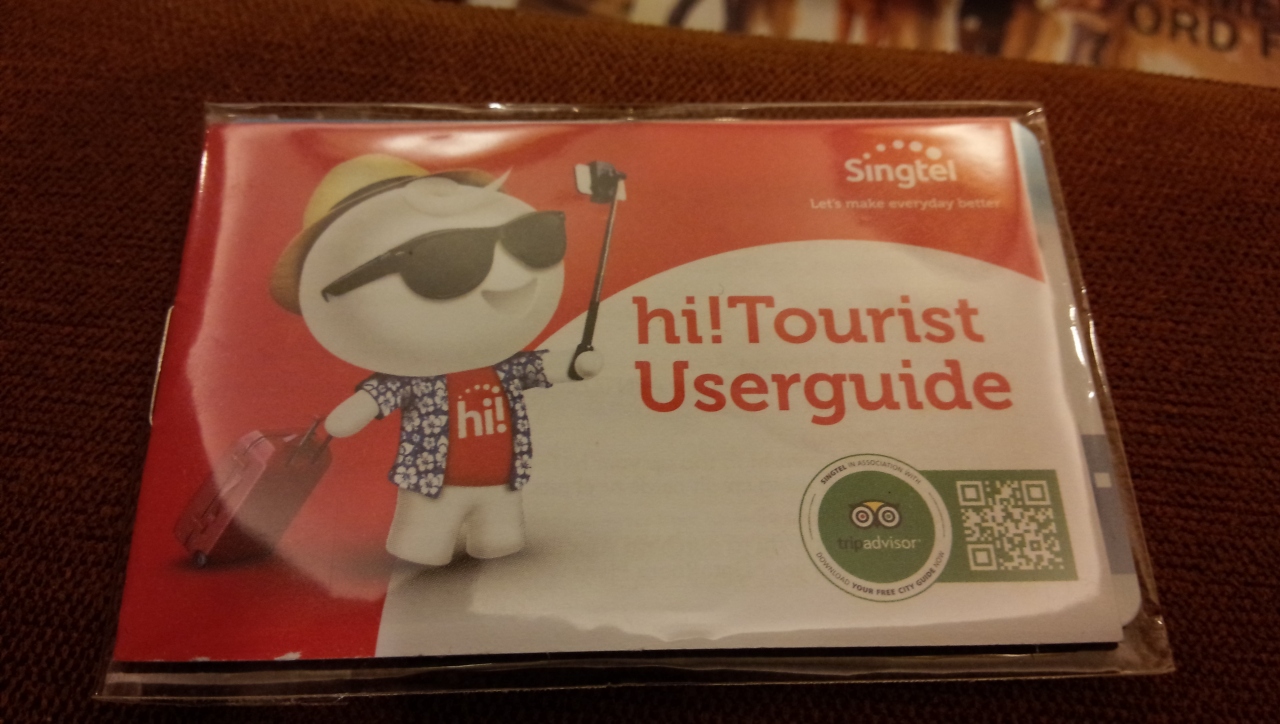 ORD F
Singtel
Let's make everyday better
hi!Tourist
Userguide
hi!
SINGTEL IN ASSOCIATION WITH
tripadvisor
DOWNLOAD YOUR FREE CITY GUIDE NOW